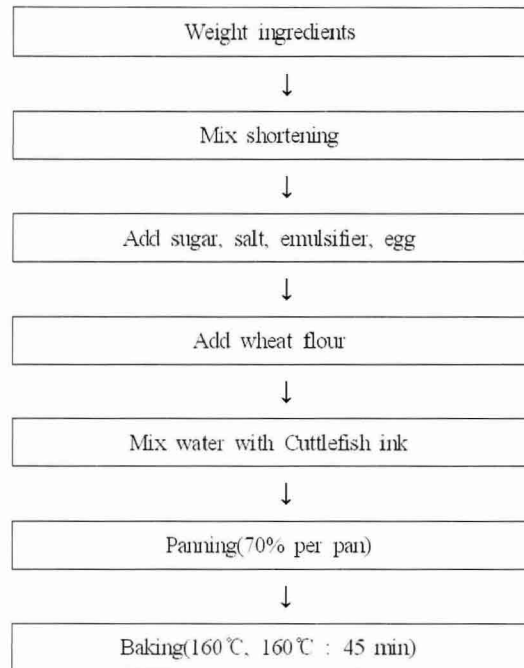 Weight ingredients
↓
Mix shortening
↓
Add sugar, salt, emulsifier, egg
↓
Add wheat flour
↓
Mix water with Cuttlefish ink
↓
Panning(70% per pan)
↓
Baking(160℃, 160℃ : 45 min)